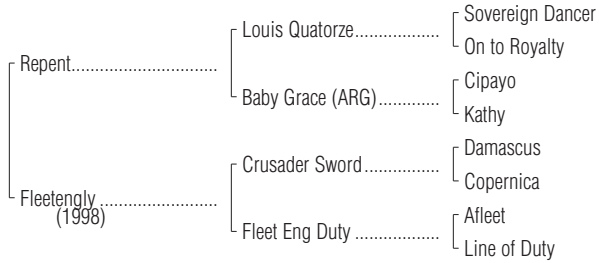 Sovereign Dancer
Louis Quatorze...................
On to Royalty
Repent.................................
Cipayo
Baby Grace (ARG).............
Kathy
Damascus
Crusader Sword.................
Copernica
Fleetengly ..........................
(1998)
Afleet
Fleet Eng Duty ...................
Line of Duty